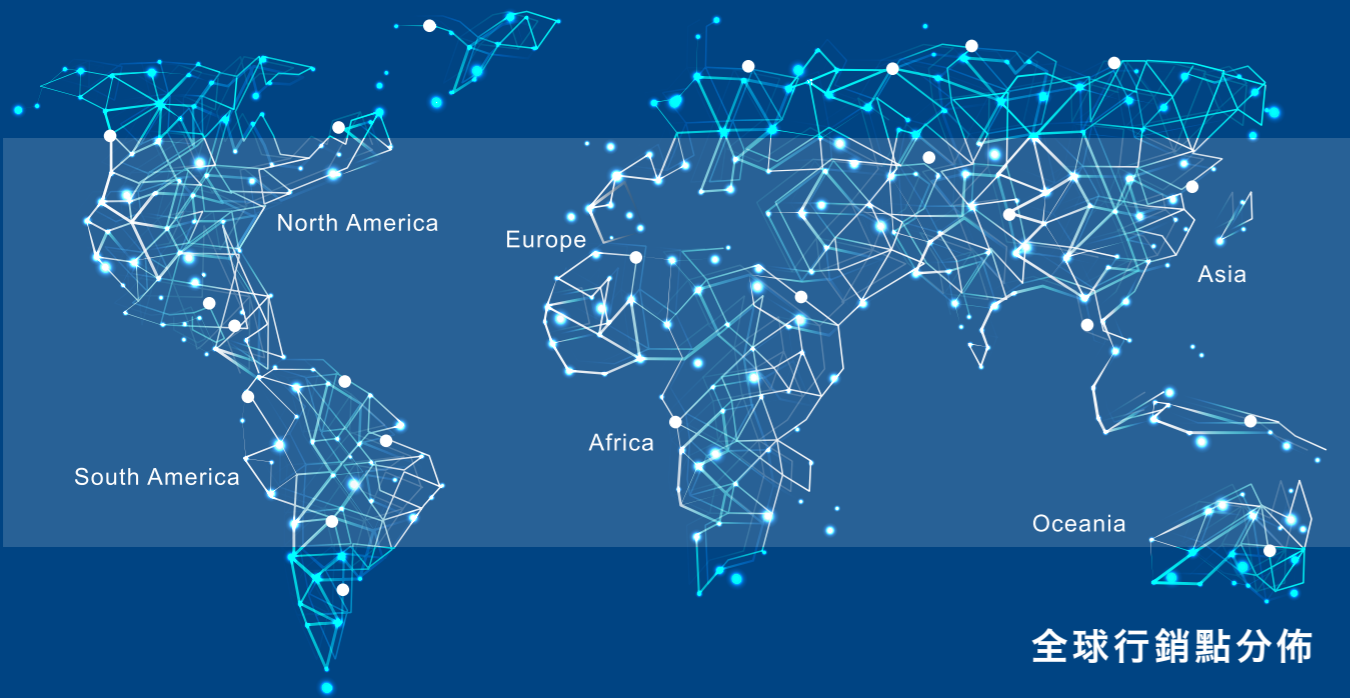 North America
Europe
Asia
Africa
South America
Oceania
全球行銷點分佈